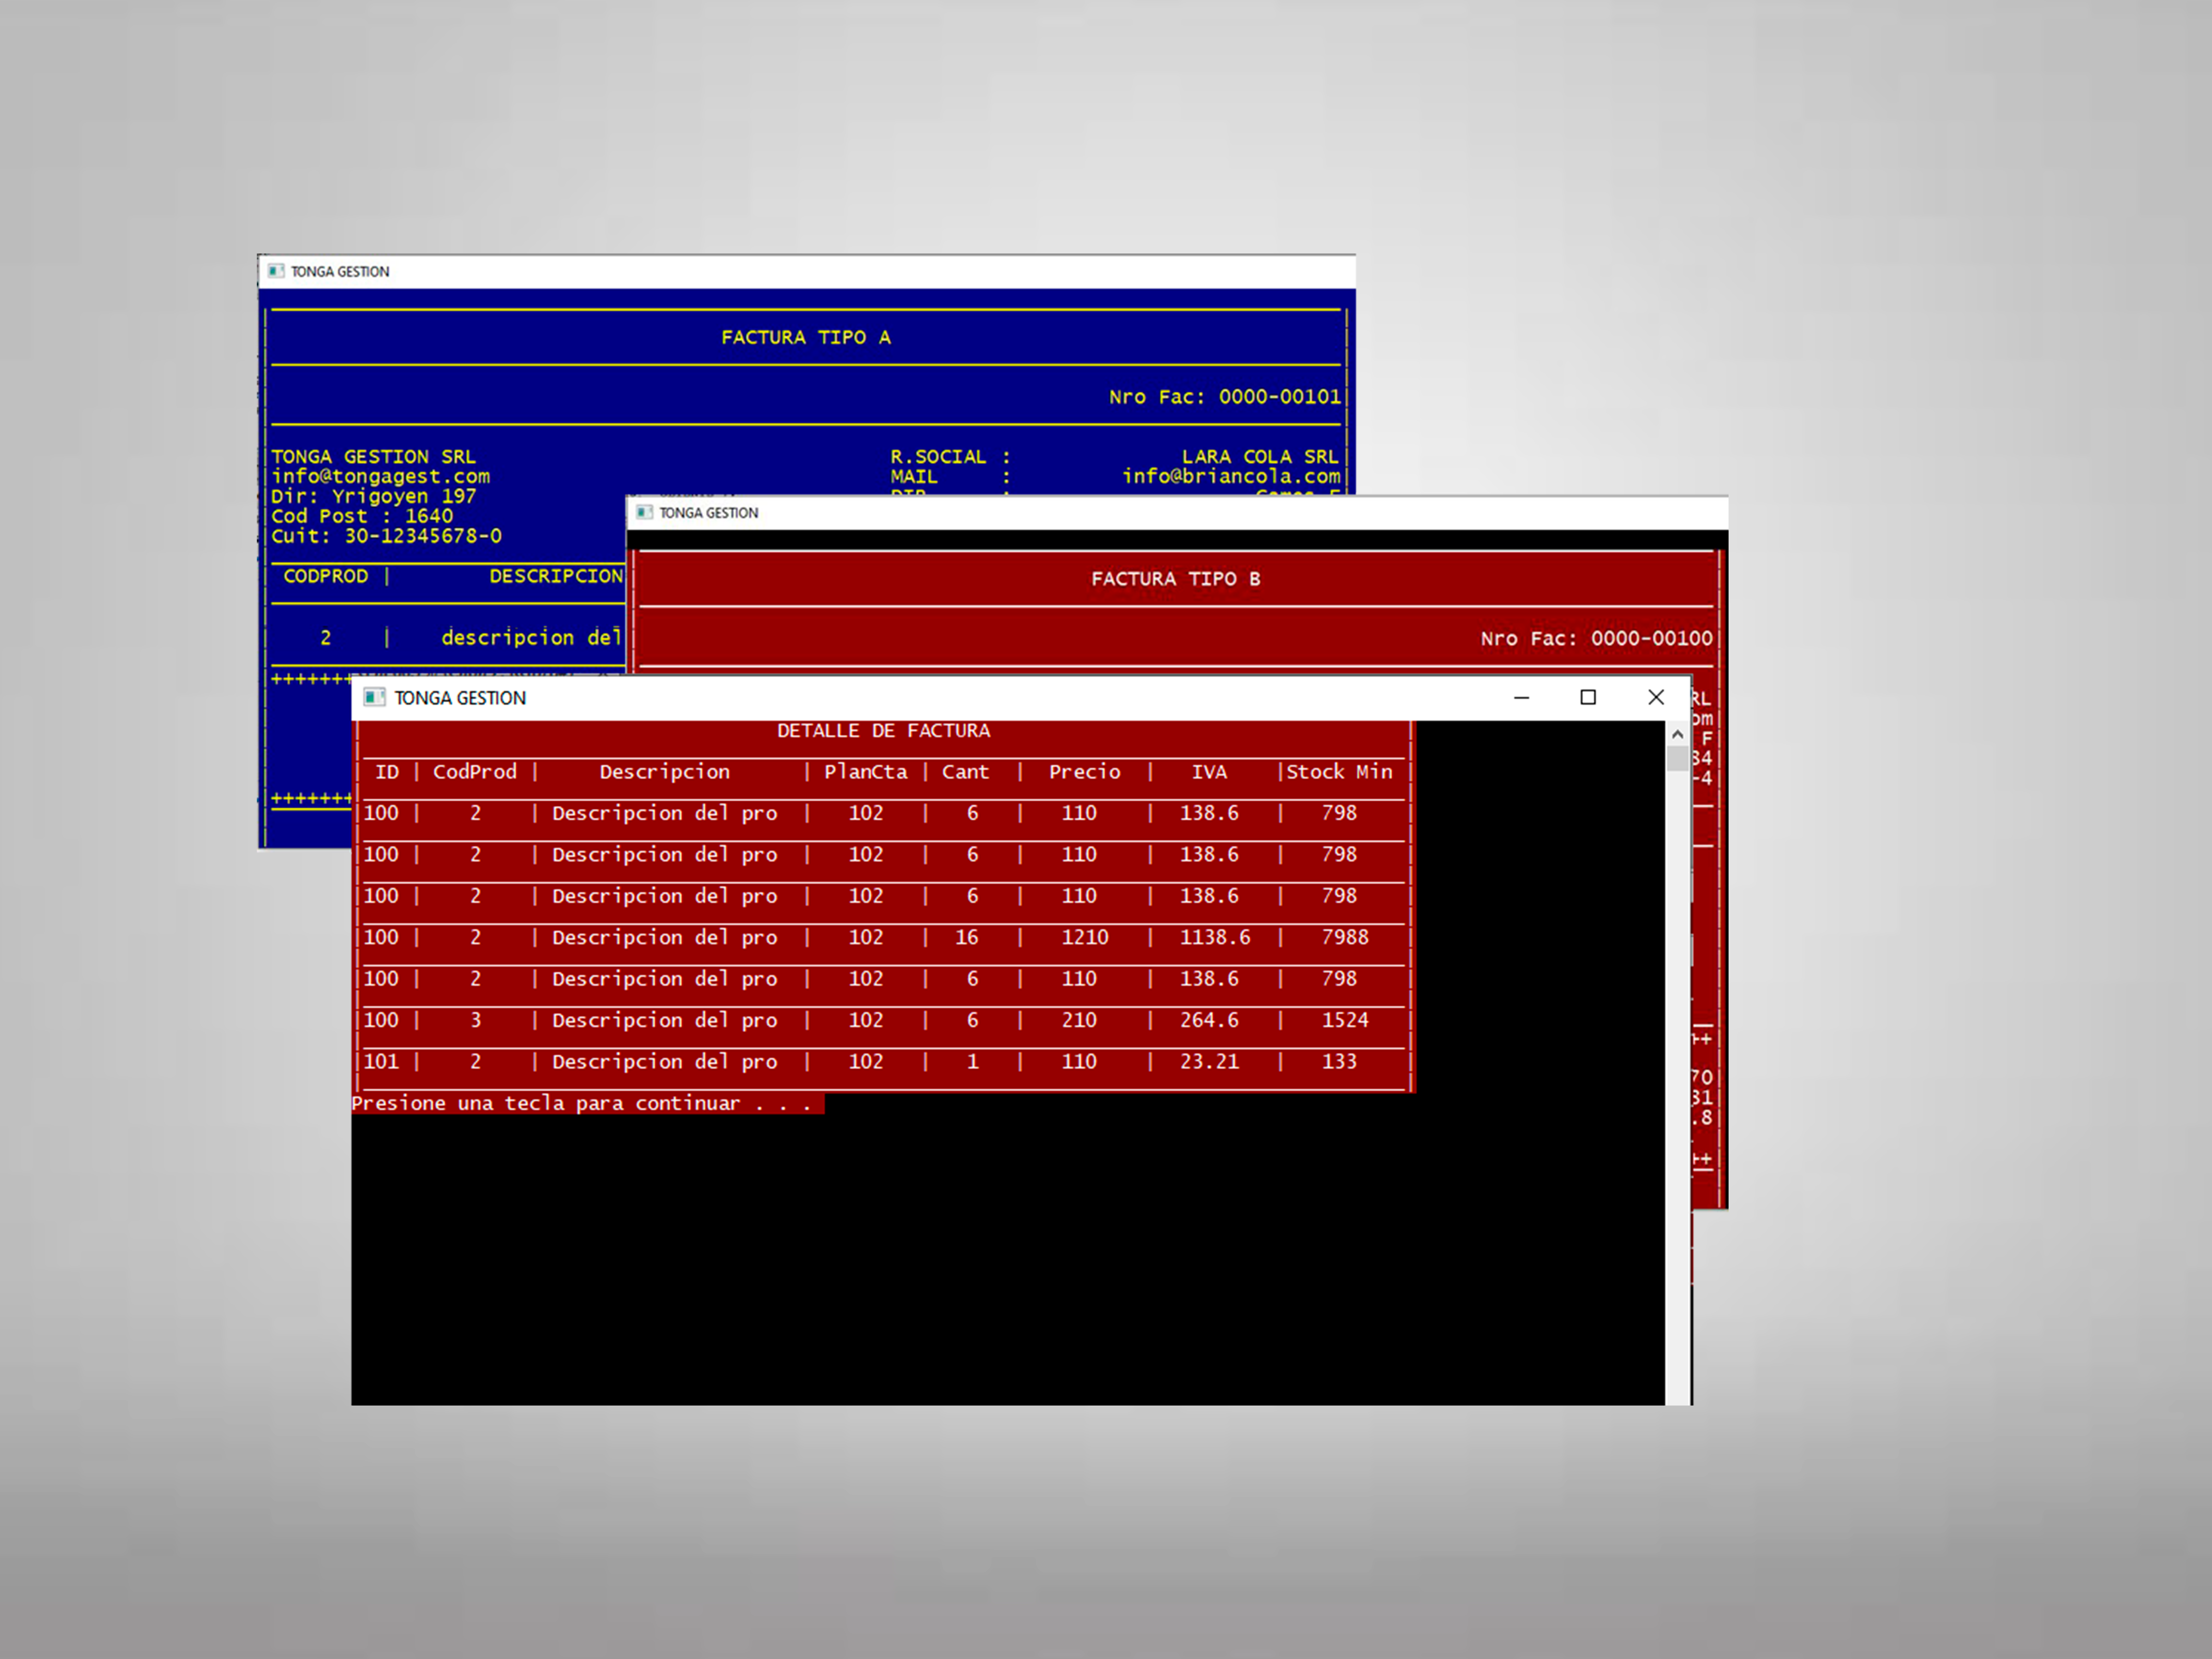 TONGA GESTION
FACTURA TIPO A
Nro Fac: 0000-00101
TONGA GESTION SRL R.SOCIAL : LARA COLA SRL
info@tongagest.com MAIL : info@briancola.com
Dir: Yrigoyen 197
Cod Post : 1640
Cuit: 30-12345678-0
CODPROD | DESCRIPCION
2 | descripcion del
+++++++
+++++++
TONGA GESTION
FACTURA TIPO B
Nro Fac: 0000-00100
RL
om
F
34
-4
++
70
31
.8
++
TONGA GESTION
DETALLE DE FACTURA
| ID | CodProd | Descripcion | PlanCta | Cant | Precio | IVA |Stock Min |
|100 | 2 | Descripcion del pro | 102 | 6 | 110 | 138.6 | 798 |
|100 | 2 | Descripcion del pro | 102 | 6 | 110 | 138.6 | 798 |
|100 | 2 | Descripcion del pro | 102 | 6 | 110 | 138.6 | 798 |
|100 | 2 | Descripcion del pro | 102 | 16 | 1210 | 1138.6 | 7988 |
|100 | 2 | Descripcion del pro | 102 | 6 | 110 | 138.6 | 798 |
|100 | 3 | Descripcion del pro | 102 | 6 | 210 | 264.6 | 1524 |
|101 | 2 | Descripcion del pro | 102 | 1 | 110 | 23.21 | 133 |
Presione una tecla para continuar . . .